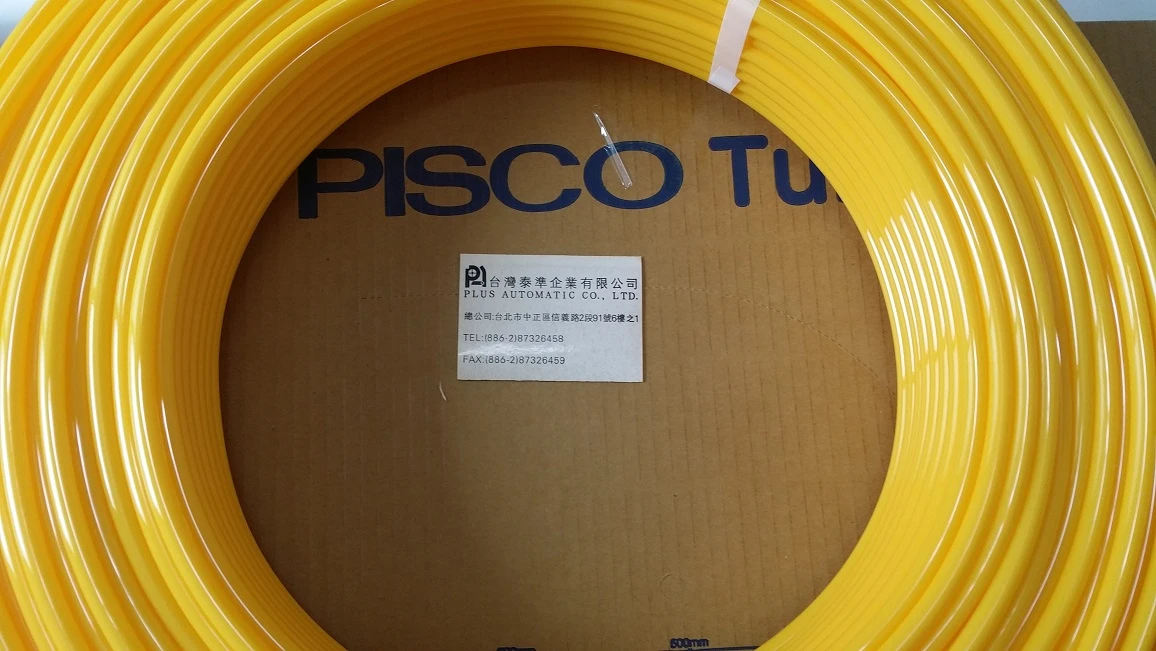 PISCO Tu
台灣泰準企業有限公司
PLUS AUTOMATIC CO., LTD.
總公司:台北市中正區信義路2段91號6樓之1
TEL:(886-2)87326458
FAX:(886-2)87326459
600mm